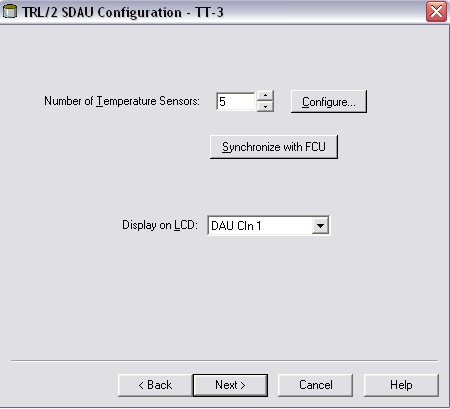 TRL/2 SDAU Configuration - TT-3
Number of Temperature Sensors: 5 Configure...
Synchronize with FCU
Display on LCD: DAU CIn 1
< Back Next > Cancel Help